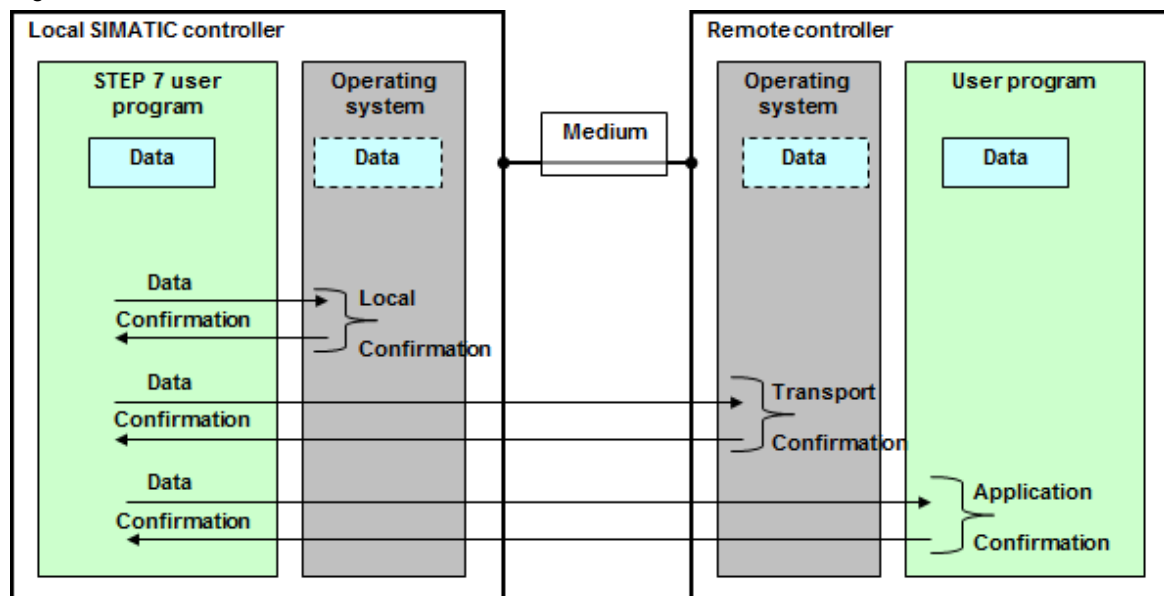 Local SIMATIC controller
Remote controller
STEP 7 user
program
Operating
system
Medium
Operating
system
User program
Data
Data
Data
Data
Data
Local
Confirmation
Confirmation
Data
Transport
Confirmation
Confirmation
Data
Application
Confirmation
Confirmation